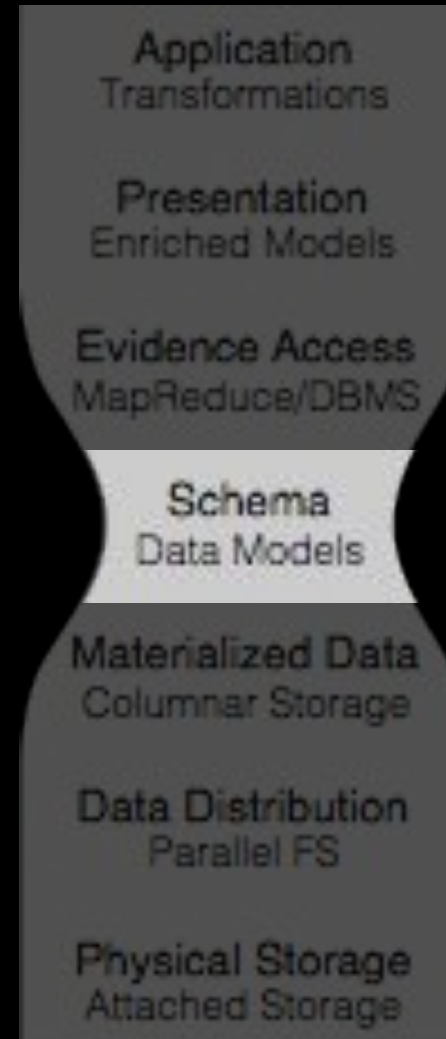 Application
Transformations
Presentation
Enriched Models
Evidence Access
MapReduce/DBMS
Schema
Data Models
Materialized Data
Columnar Storage
Data Distribution
Parallel FS
Physical Storage
Attached Storage